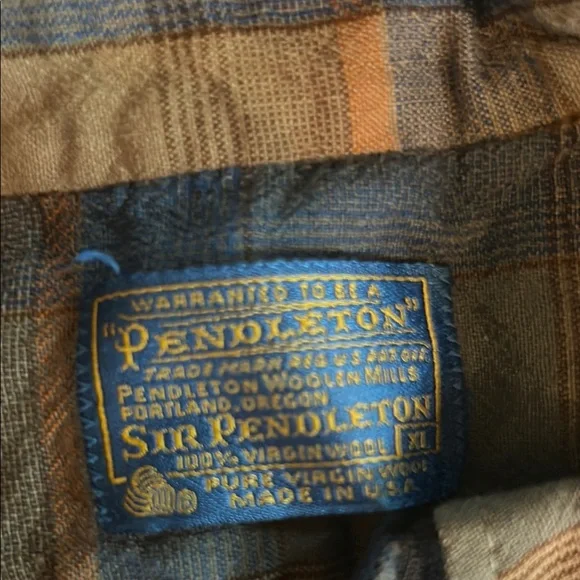 WARRANTED TO BE A
"PENDLETON"
TRADE MARK REG. U.S. PAT. OFF.
PENDLETON WOOLEN MILLS
PORTLAND, OREGON
SIR PENDLETON
100% VIRGIN WOOL XL
PURE VIRGIN WOOL
MADE IN U.S.A.